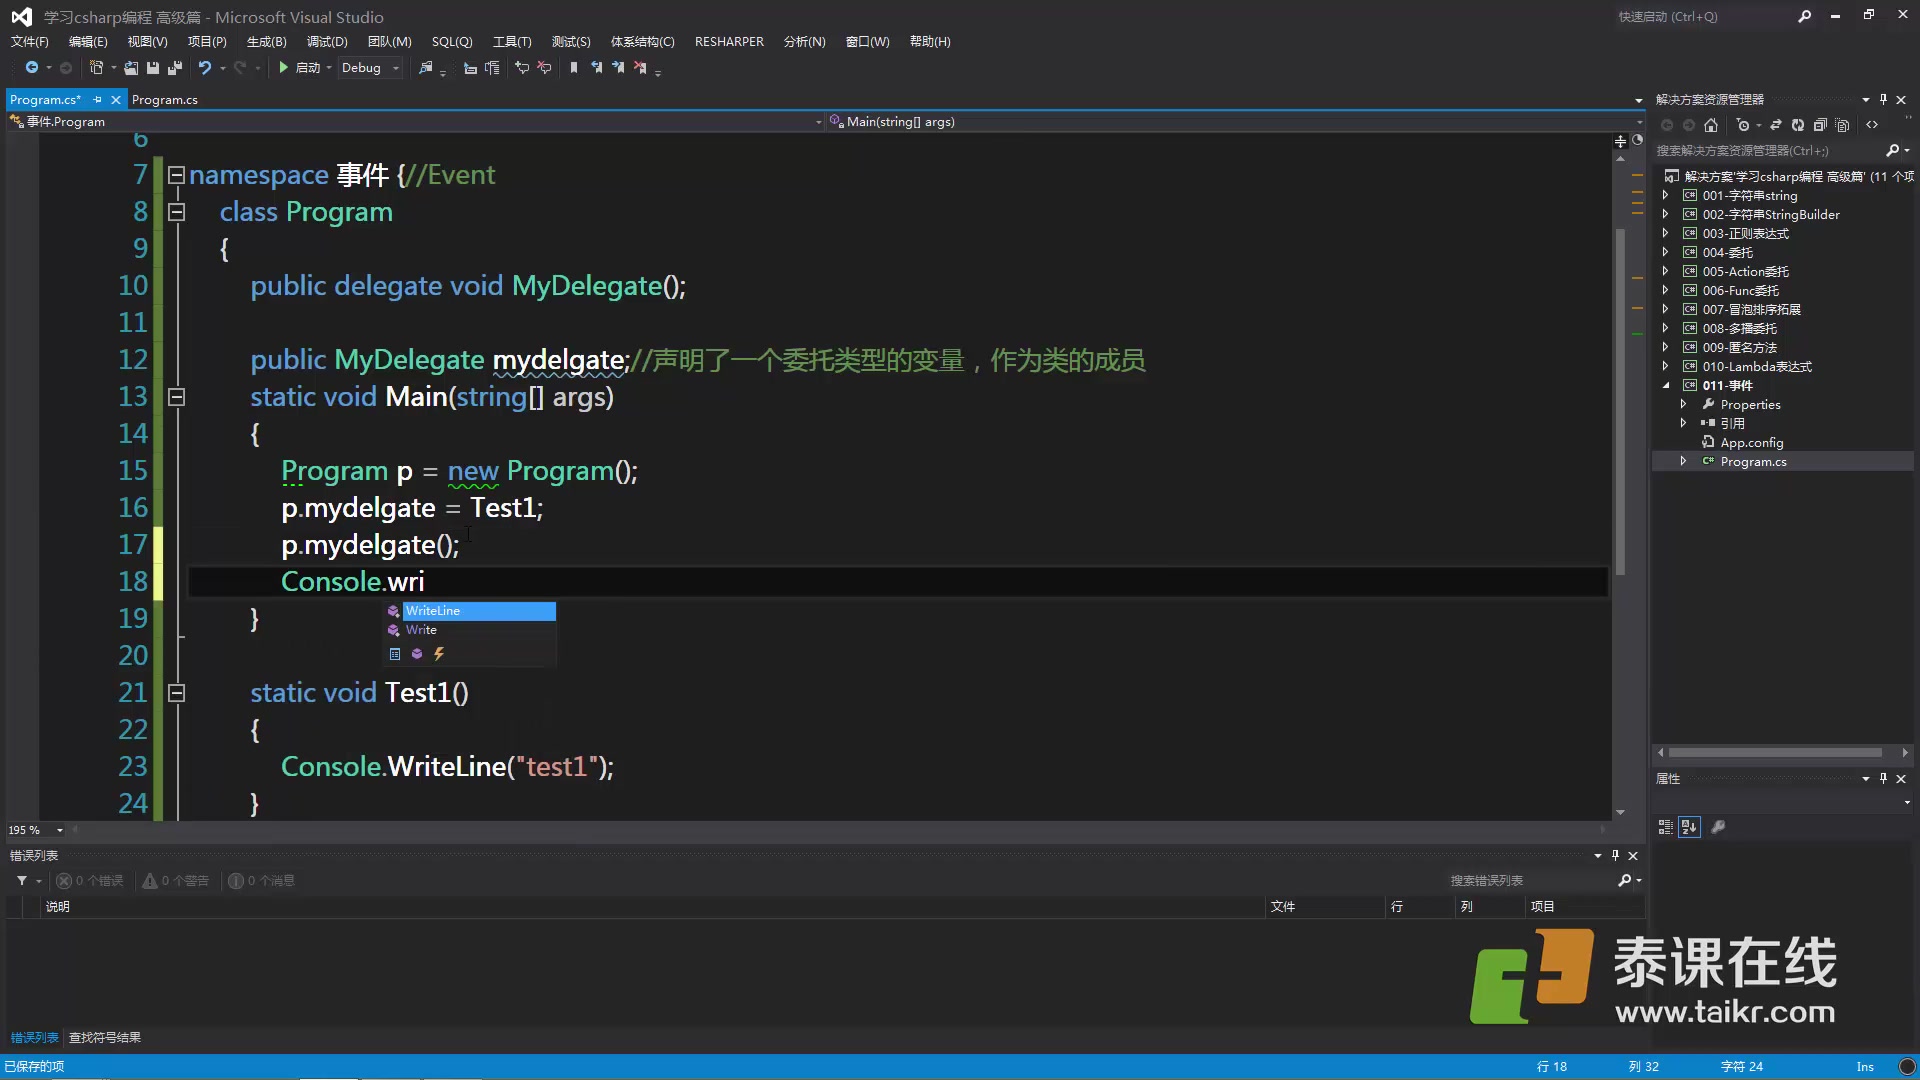 学习csharp编程 高级篇 - Microsoft Visual Studio
快速启动 (Ctrl+Q)
文件(F) 编辑(E) 视图(V) 项目(P) 生成(B) 调试(D) 团队(M) SQL(Q) 工具(T) 测试(S) 体系结构(C) RESHARPER 分析(N) 窗口(W) 帮助(H)
启动 Debug
Program.cs* Program.cs
事件.Program Main(string[] args)
6
7 namespace 事件 {//Event
8 class Program
9 {
10 public delegate void MyDelegate();
11
12 public MyDelegate mydelgate;//声明了一个委托类型的变量，作为类的成员
13 static void Main(string[] args)
14 {
15 Program p = new Program();
16 p.mydelgate = Test1;
17 p.mydelgate();
18 Console.wri
WriteLine
Write
19 }
20
21 static void Test1()
22 {
23 Console.WriteLine("test1");
24 }
195 %
解决方案资源管理器
搜索解决方案资源管理器(Ctrl+;)
解决方案'学习csharp编程 高级篇' (11 个项
001-字符串string
002-字符串StringBuilder
003-正则表达式
004-委托
005-Action委托
006-Func委托
007-冒泡排序拓展
008-多播委托
009-匿名方法
010-Lambda表达式
011-事件
Properties
引用
App.config
Program.cs
属性
错误列表
0 个错误 0 个警告 0 个消息
搜索错误列表
说明 文件 行 列 项目
泰课在线
www.taikr.com
错误列表 查找符号结果
已保存的项 行 18 列 32 字符 24 Ins